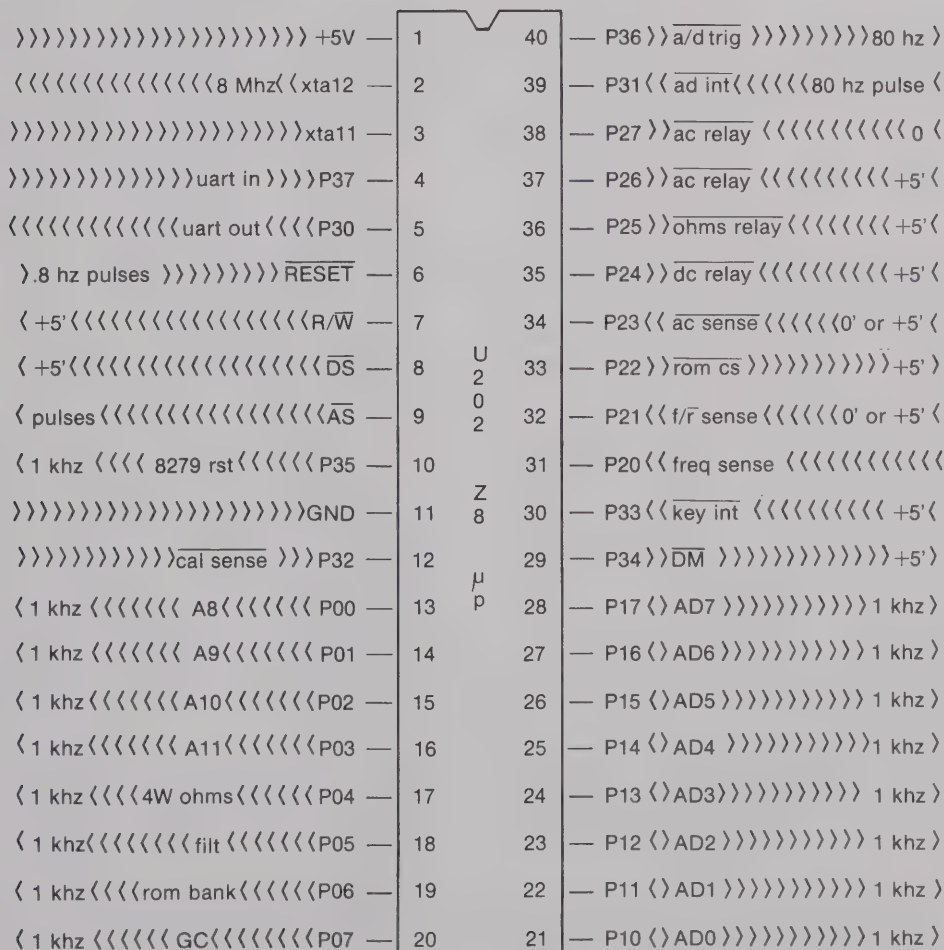 ⟩⟩⟩⟩⟩⟩⟩⟩⟩⟩⟩⟩⟩⟩⟩⟩⟩⟩⟩⟩⟩⟩ +5V — 1 40 — P36⟩⟩a/d trig ⟩⟩⟩⟩⟩⟩⟩⟩⟩80 hz ⟩
⟨⟨⟨⟨⟨⟨⟨⟨⟨⟨⟨⟨⟨⟨⟨8 Mhz⟨⟨xta12 — 2 39 — P31⟨⟨ad int⟨⟨⟨⟨⟨⟨80 hz pulse ⟨
⟩⟩⟩⟩⟩⟩⟩⟩⟩⟩⟩⟩⟩⟩⟩⟩⟩⟩⟩⟩⟩⟩xta11 — 3 38 — P27⟩⟩ac relay ⟨⟨⟨⟨⟨⟨⟨⟨⟨⟨⟨ 0 ⟨
⟩⟩⟩⟩⟩⟩⟩⟩⟩⟩⟩⟩⟩⟩uart in⟩⟩⟩⟩P37 — 4 37 — P26⟩⟩ac relay ⟨⟨⟨⟨⟨⟨⟨⟨⟨⟨+5'⟨
⟨⟨⟨⟨⟨⟨⟨⟨⟨⟨⟨⟨⟨uart out⟨⟨⟨⟨P30 — 5 36 — P25⟩⟩ohms relay⟨⟨⟨⟨⟨⟨⟨⟨+5'⟨
⟩.8 hz pulses ⟩⟩⟩⟩⟩⟩⟩⟩⟩RESET — 6 35 — P24⟩⟩dc relay⟨⟨⟨⟨⟨⟨⟨⟨⟨⟨+5'⟨
⟨+5'⟨⟨⟨⟨⟨⟨⟨⟨⟨⟨⟨⟨⟨⟨⟨⟨⟨⟨R/W — 7 34 — P23⟨⟨ac sense⟨⟨⟨⟨⟨⟨0' or +5'⟨
⟨+5'⟨⟨⟨⟨⟨⟨⟨⟨⟨⟨⟨⟨⟨⟨⟨⟨⟨⟨⟨DS — 8 33 — P22⟩⟩rom cs⟩⟩⟩⟩⟩⟩⟩⟩⟩⟩⟩+5'⟩
⟨pulses⟨⟨⟨⟨⟨⟨⟨⟨⟨⟨⟨⟨⟨⟨⟨⟨AS — 9 32 — P21⟨⟨f/r sense⟨⟨⟨⟨⟨⟨0' or +5'⟨
⟨1 khz ⟨⟨⟨⟨ 8279 rst⟨⟨⟨⟨⟨⟨P35 — 10 31 — P20⟨⟨freq sense ⟨⟨⟨⟨⟨⟨⟨⟨⟨⟨⟨⟨
⟩⟩⟩⟩⟩⟩⟩⟩⟩⟩⟩⟩⟩⟩⟩⟩⟩⟩⟩⟩⟩⟩GND — 11 30 — P33⟨⟨key int ⟨⟨⟨⟨⟨⟨⟨⟨⟨⟨+5'⟨
⟩⟩⟩⟩⟩⟩⟩⟩⟩⟩⟩⟩cal sense ⟩⟩⟩P32 — 12 29 — P34⟩⟩DM ⟩⟩⟩⟩⟩⟩⟩⟩⟩⟩⟩⟩⟩+5'⟩
⟨1 khz ⟨⟨⟨⟨⟨⟨⟨ A8⟨⟨⟨⟨⟨⟨⟨P00 — 13 28 — P17⟨⟩AD7⟩⟩⟩⟩⟩⟩⟩⟩⟩⟩⟩1 khz⟩
⟨1 khz ⟨⟨⟨⟨⟨⟨⟨ A9⟨⟨⟨⟨⟨⟨⟨P01 — 14 27 — P16⟨⟩AD6⟩⟩⟩⟩⟩⟩⟩⟩⟩⟩⟩1 khz⟩
⟨1 khz ⟨⟨⟨⟨⟨⟨⟨A10⟨⟨⟨⟨⟨⟨⟨P02 — 15 26 — P15⟨⟩AD5⟩⟩⟩⟩⟩⟩⟩⟩⟩⟩⟩1 khz⟩
⟨1 khz⟨⟨⟨⟨⟨⟨⟨ A11⟨⟨⟨⟨⟨⟨⟨P03 — 16 25 — P14⟨⟩AD4 ⟩⟩⟩⟩⟩⟩⟩⟩⟩⟩⟩1 khz⟩
⟨1 khz⟨⟨⟨⟨4W ohms⟨⟨⟨⟨⟨⟨P04 — 17 24 — P13⟨⟩AD3⟩⟩⟩⟩⟩⟩⟩⟩⟩⟩⟩ 1 khz⟩
⟨1 khz⟨⟨⟨⟨⟨⟨⟨⟨filt ⟨⟨⟨⟨⟨⟨⟨P05 — 18 23 — P12⟨⟩AD2⟩⟩⟩⟩⟩⟩⟩⟩⟩⟩⟩1 khz⟩
⟨1 khz ⟨⟨⟨⟨rom bank⟨⟨⟨⟨⟨⟨P06 — 19 22 — P11⟨⟩AD1⟩⟩⟩⟩⟩⟩⟩⟩⟩⟩⟩1 khz⟩
⟨1 khz ⟨⟨⟨⟨⟨⟨ GC⟨⟨⟨⟨⟨⟨⟨⟨P07 — 20 21 — P10⟨⟩AD0⟩⟩⟩⟩⟩⟩⟩⟩⟩⟩⟩1 khz⟩
U202 Z8 μp